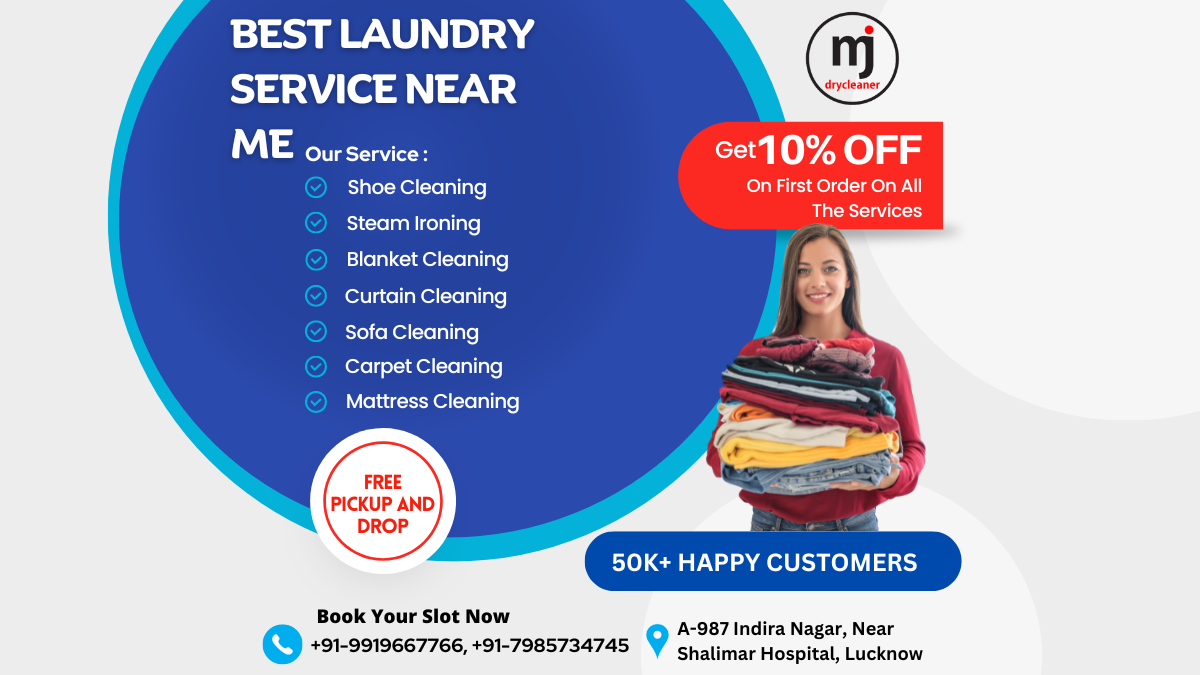 BEST LAUNDRY
SERVICE NEAR
ME
Our Service :
Shoe Cleaning
Steam Ironing
Blanket Cleaning
Curtain Cleaning
Sofa Cleaning
Carpet Cleaning
Mattress Cleaning
FREE
PICKUP AND
DROP
mj
drycleaner
Get 10% OFF
On First Order On All
The Services
50K+ HAPPY CUSTOMERS
Book Your Slot Now
+91-9919667766, +91-7985734745
A-987 Indira Nagar, Near
Shalimar Hospital, Lucknow